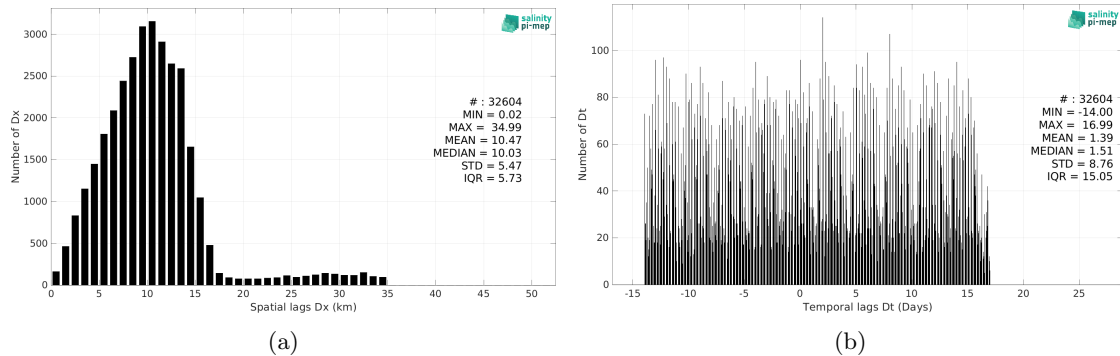 salinity
pi-mep
Number of Dx
3000
2500
2000
1500
1000
500
0
# : 32604
MIN = 0.02
MAX = 34.99
MEAN = 10.47
MEDIAN = 10.03
STD = 5.47
IQR = 5.73
0 5 10 15 20 25 30 35 40 45 50
Spatial lags Dx (km)
(a)
salinity
pi-mep
Number of Dt
100
80
60
40
20
0
# : 32604
MIN = -14.00
MAX = 16.99
MEAN = 1.39
MEDIAN = 1.51
STD = 8.76
IQR = 15.05
-15 -10 -5 0 5 10 15 20 25
Temporal lags Dt (Days)
(b)